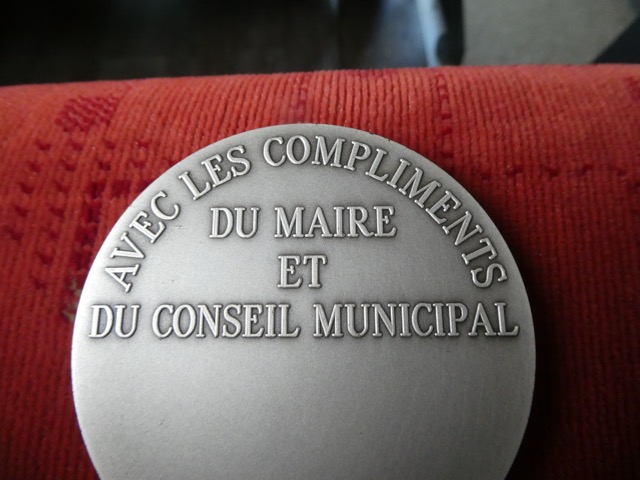 AVEC LES COMPLIMENTS
DU MAIRE
ET
DU CONSEIL MUNICIPAL